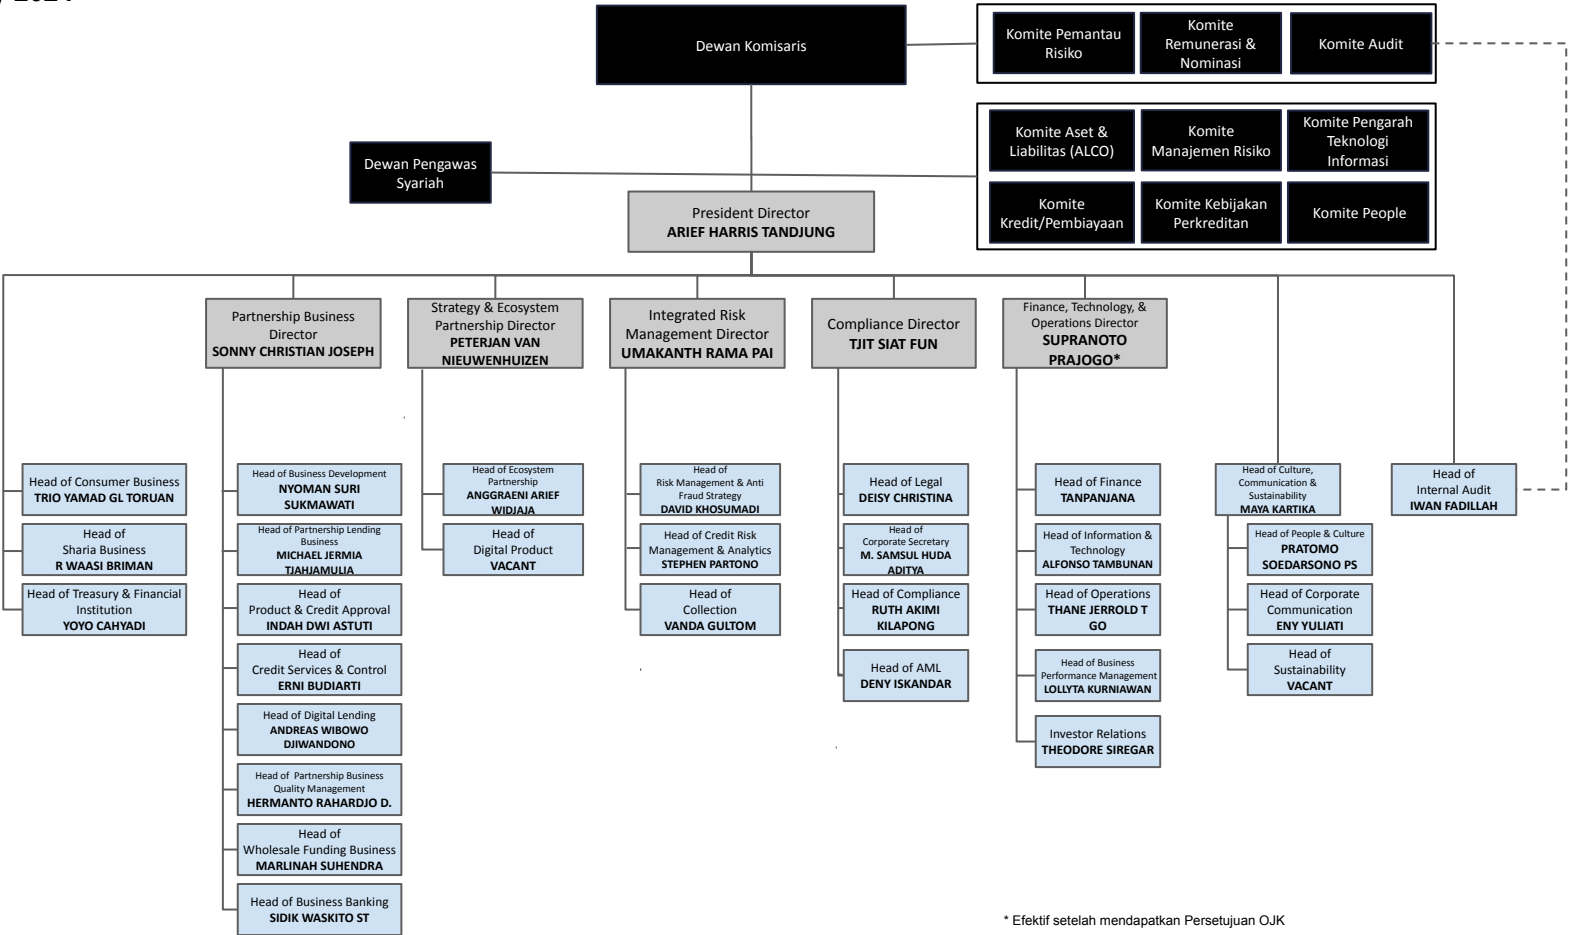 2024
Dewan Komisaris
Komite Pemantau
Risiko
Komite
Remunerasi &
Nominasi
Komite Audit
Dewan Pengawas
Syariah
Komite Aset &
Liabilitas (ALCO)
Komite
Manajemen Risiko
Komite Pengarah
Teknologi
Informasi
Komite
Kredit/Pembiayaan
Komite Kebijakan
Perkreditan
Komite People
President Director
ARIEF HARRIS TANDJUNG
Partnership Business
Director
SONNY CHRISTIAN JOSEPH
Strategy & Ecosystem
Partnership Director
PETERJAN VAN
NIEUWENHUIZEN
Integrated Risk
Management Director
UMAKANTH RAMA PAI
Compliance Director
TJIT SIAT FUN
Finance, Technology, &
Operations Director
SUPRANOTO
PRAJOGO*
Head of Consumer Business
TRIO YAMAD GL TORUAN
Head of
Sharia Business
R WAASI BRIMAN
Head of Treasury & Financial
Institution
YOYO CAHYADI
Head of Business Development
NYOMAN SURI
SUKMAWATI
Head of Partnership Lending
Business
MICHAEL JERMIA
TJAHJAMULIA
Head of
Product & Credit Approval
INDAH DWI ASTUTI
Head of
Credit Services & Control
ERNI BUDIARTI
Head of Digital Lending
ANDREAS WIBOWO
DJIWANDONO
Head of  Partnership Business
Quality Management
HERMANTO RAHARDJO D.
Head of
Wholesale Funding Business
MARLINAH SUHENDRA
Head of Business Banking
SIDIK WASKITO ST
Head of Ecosystem
Partnership
ANGGRAENI ARIEF
WIDJAJA
Head of
Digital Product
VACANT
Head of
Risk Management & Anti
Fraud Strategy
DAVID KHOSUMADI
Head of Credit Risk
Management & Analytics
STEPHEN PARTONO
Head of
Collection
VANDA GULTOM
Head of Legal
DEISY CHRISTINA
Head of
Corporate Secretary
M. SAMSUL HUDA
ADITYA
Head of Compliance
RUTH AKIMI
KILAPONG
Head of AML
DENY ISKANDAR
Head of Finance
TANPANJANA
Head of Information &
Technology
ALFONSO TAMBUNAN
Head of Operations
THANE JERROLD T
GO
Head of Business
Performance Management
LOLLYTA KURNIAWAN
Investor Relations
THEODORE SIREGAR
Head of Culture,
Communication &
Sustainability
MAYA KARTIKA
Head of People & Culture
PRATOMO
SOEDARSONO PS
Head of Corporate
Communication
ENY YULIATI
Head of
Sustainability
VACANT
Head of
Internal Audit
IWAN FADILLAH
* Efektif setelah mendapatkan Persetujuan OJK